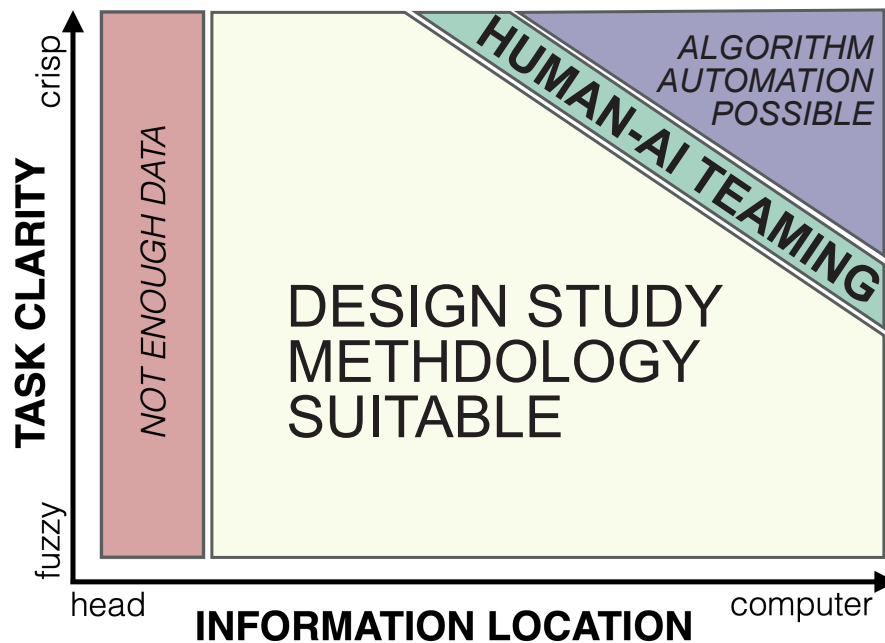 crisp
TASK CLARITY
fuzzy
NOT ENOUGH DATA
HUMAN-AI TEAMING
ALGORITHM
AUTOMATION
POSSIBLE
DESIGN STUDY
METHDOLOGY
SUITABLE
head
INFORMATION LOCATION
computer